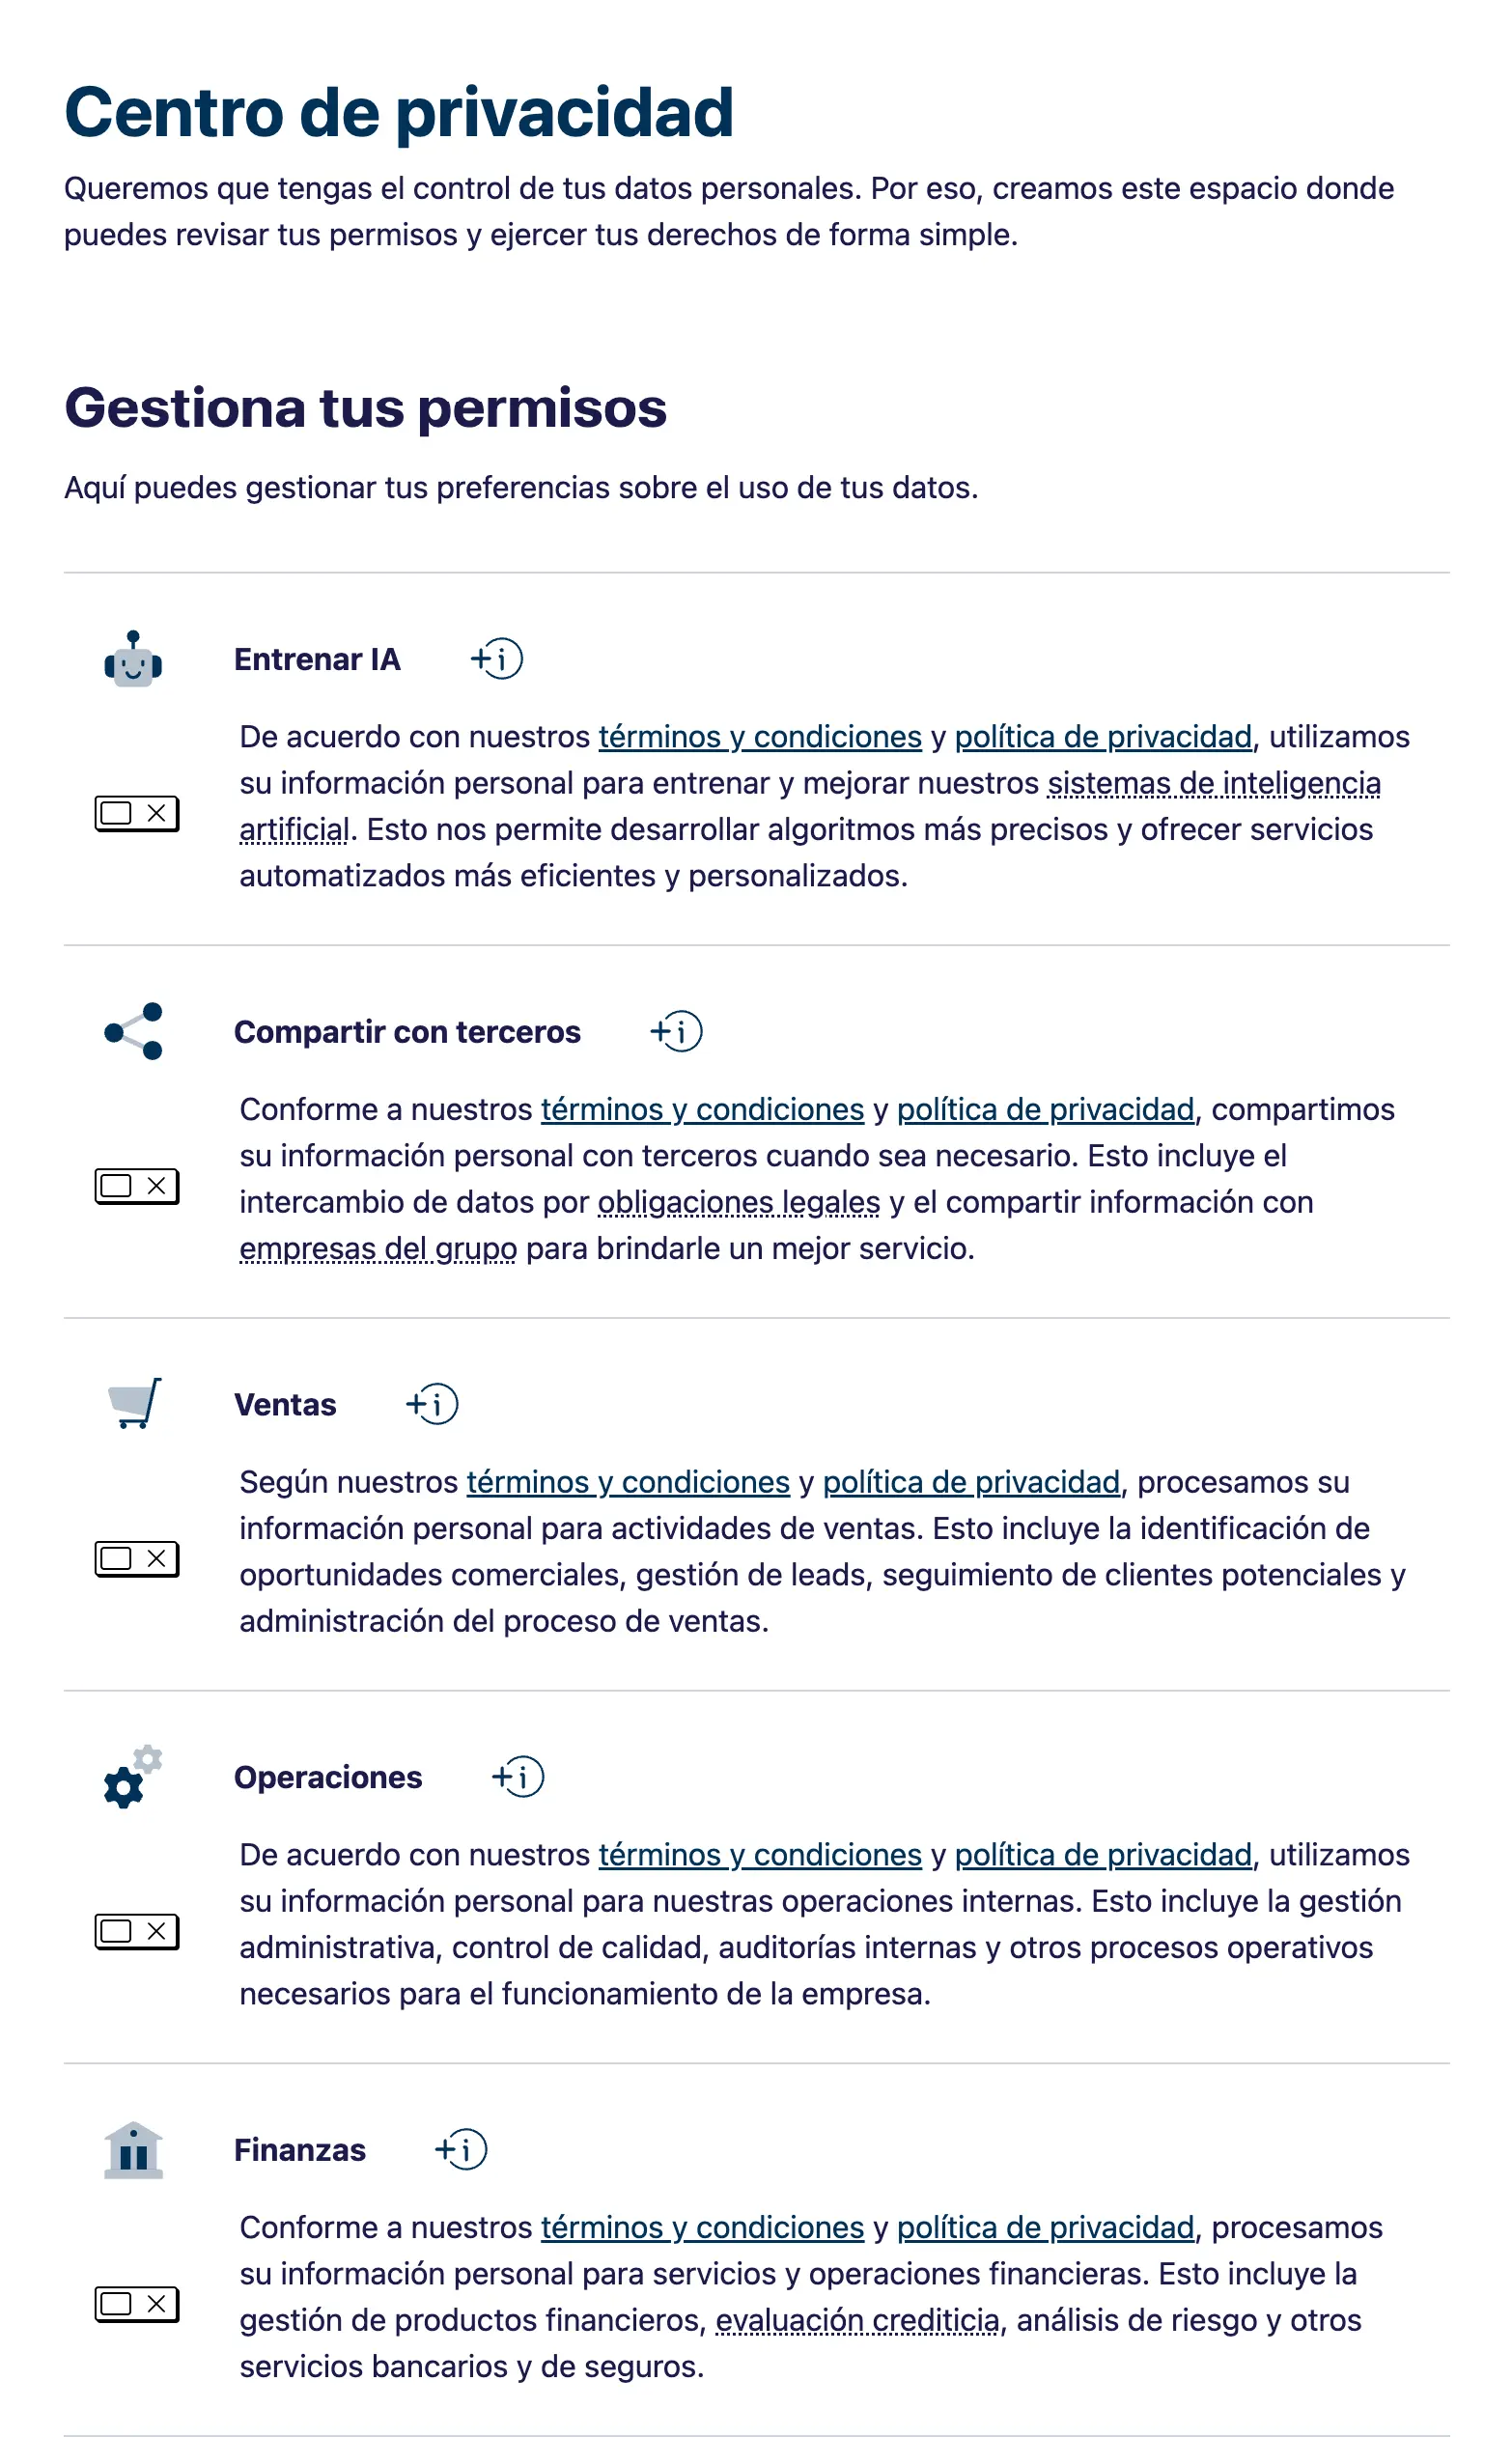 Centro de privacidad
Queremos que tengas el control de tus datos personales. Por eso, creamos este espacio donde
puedes revisar tus permisos y ejercer tus derechos de forma simple.
Gestiona tus permisos
Aquí puedes gestionar tus preferencias sobre el uso de tus datos.
Entrenar IA +i
De acuerdo con nuestros términos y condiciones y política de privacidad, utilizamos
su información personal para entrenar y mejorar nuestros sistemas de inteligencia
artificial. Esto nos permite desarrollar algoritmos más precisos y ofrecer servicios
automatizados más eficientes y personalizados.
Compartir con terceros +i
Conforme a nuestros términos y condiciones y política de privacidad, compartimos
su información personal con terceros cuando sea necesario. Esto incluye el
intercambio de datos por obligaciones legales y el compartir información con
empresas del grupo para brindarle un mejor servicio.
Ventas +i
Según nuestros términos y condiciones y política de privacidad, procesamos su
información personal para actividades de ventas. Esto incluye la identificación de
oportunidades comerciales, gestión de leads, seguimiento de clientes potenciales y
administración del proceso de ventas.
Operaciones +i
De acuerdo con nuestros términos y condiciones y política de privacidad, utilizamos
su información personal para nuestras operaciones internas. Esto incluye la gestión
administrativa, control de calidad, auditorías internas y otros procesos operativos
necesarios para el funcionamiento de la empresa.
Finanzas +i
Conforme a nuestros términos y condiciones y política de privacidad, procesamos
su información personal para servicios y operaciones financieras. Esto incluye la
gestión de productos financieros, evaluación crediticia, análisis de riesgo y otros
servicios bancarios y de seguros.